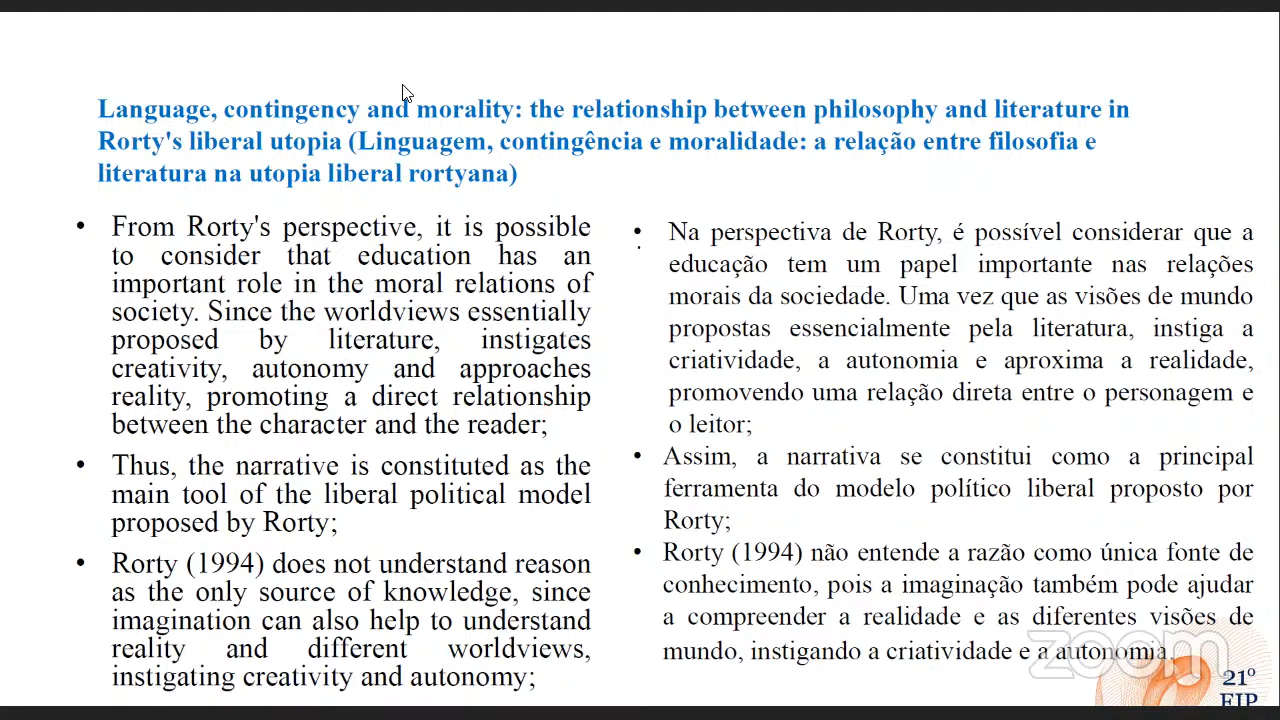 Language, contingency and morality: the relationship between philosophy and literature in
Rorty's liberal utopia (Linguagem, contingência e moralidade: a relação entre filosofia e
literatura na utopia liberal rortyana)
• From Rorty's perspective, it is possible
to consider that education has an
important role in the moral relations of
society. Since the worldviews essentially
proposed by literature, instigates
creativity, autonomy and approaches
reality, promoting a direct relationship
between the character and the reader;
• Thus, the narrative is constituted as the
main tool of the liberal political model
proposed by Rorty;
• Rorty (1994) does not understand reason
as the only source of knowledge, since
imagination can also help to understand
reality and different worldviews,
instigating creativity and autonomy;
• Na perspectiva de Rorty, é possível considerar que a
educação tem um papel importante nas relações
morais da sociedade. Uma vez que as visões de mundo
propostas essencialmente pela literatura, instiga a
criatividade, a autonomia e aproxima a realidade,
promovendo uma relação direta entre o personagem e
o leitor;
• Assim, a narrativa se constitui como a principal
ferramenta do modelo político liberal proposto por
Rorty;
• Rorty (1994) não entende a razão como única fonte de
conhecimento, pois a imaginação também pode ajudar
a compreender a realidade e as diferentes visões de
mundo, instigando a criatividade e a autonomia.
zoom
21º
EIP